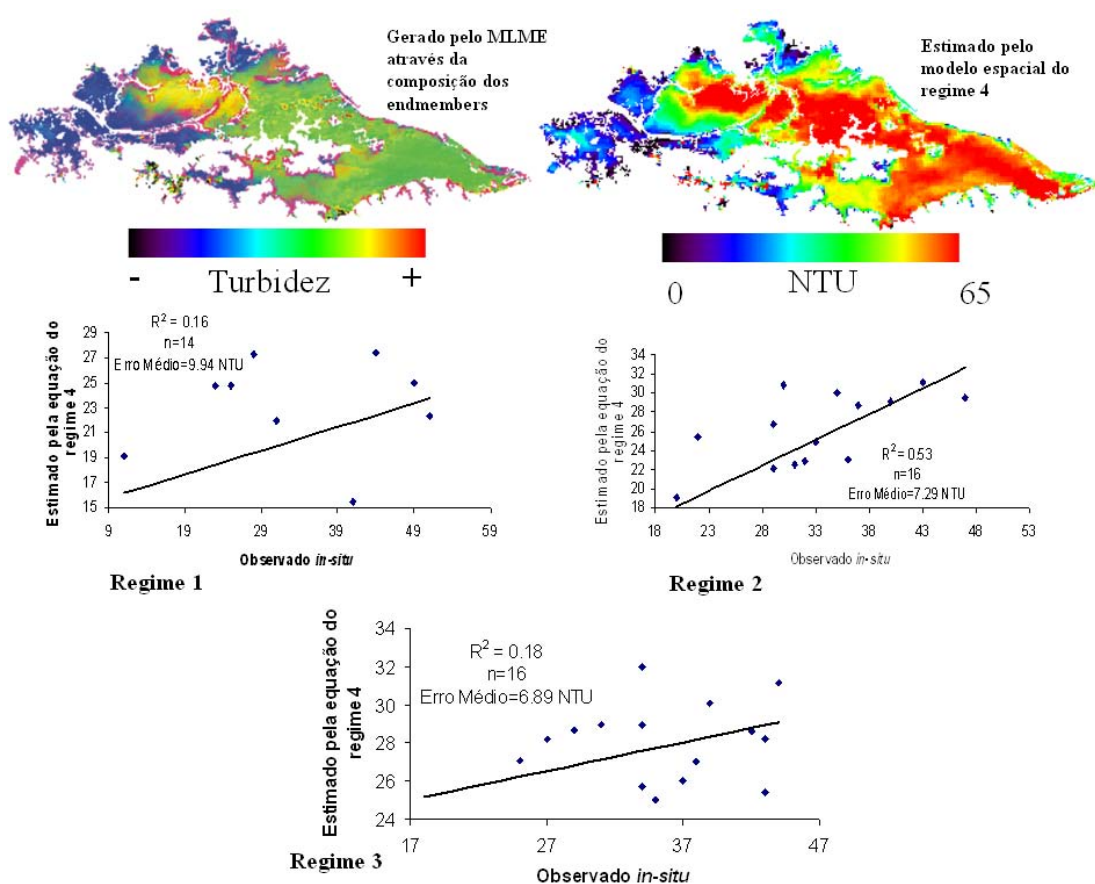 Gerado pelo MLME
através da
composição dos
endmembers
Estimado pelo
modelo espacial do
regime 4
- Turbidez +
0 NTU 65
Estimado pela equação do
regime 4
29
27
25
23
21
19
17
15
R² = 0.16
n=14
Erro Médio=9.94 NTU
9 19 29 39 49 59
Observado in-situ
Regime 1
Estimado pela equação do
regime 4
34
32
30
28
26
24
22
20
18
R² =0.53
n=16
Erro Médio=7.29 NTU
18 23 28 33 38 43 48 53
Observado in-situ
Regime 2
Estimado pela equação do
regime 4
34
32
30
28
26
24
R² = 0.18
n=16
Erro Médio=6.89 NTU
17 27 37 47
Observado in-situ
Regime 3